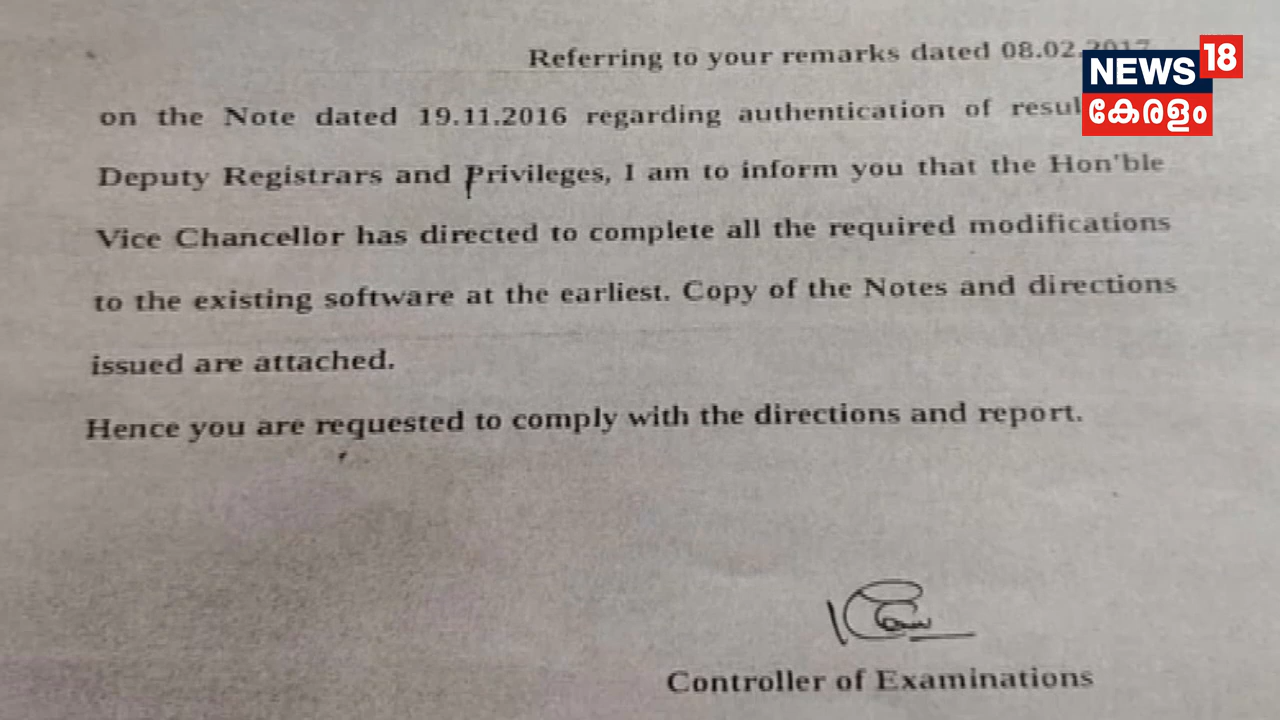 Referring to your remarks dated 08.02.2017
on the Note dated 19.11.2016 regarding authentication of
Deputy Registrars and Privileges, I am to inform you that the Hon'ble
Vice Chancellor has directed to complete all the required modifications
to the existing software at the earliest. Copy of the Notes and directions
issued are attached.
Hence you are requested to comply with the directions and report.
Controller of Examinations
NEWS 18
കേരളം